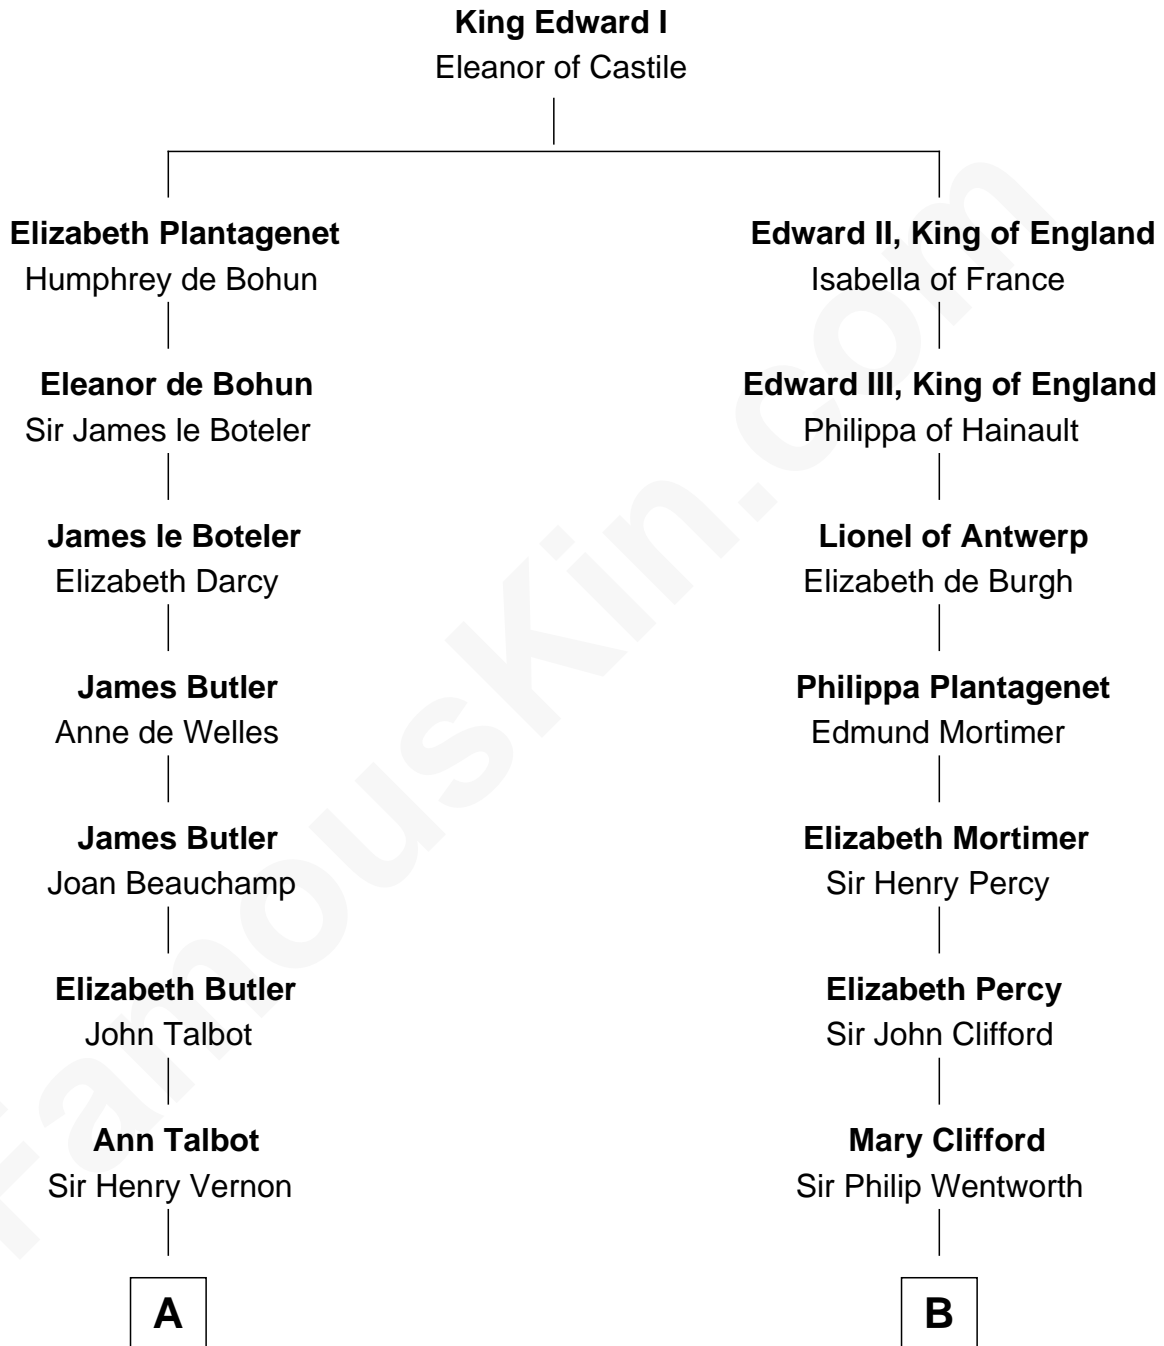 King Edward I
Eleanor of Castile
Elizabeth Plantagenet
Humphrey de Bohun
Edward II, King of England
Isabella of France
Eleanor de Bohun
Sir James le Boteler
Edward III, King of England
Philippa of Hainault
James le Boteler
Elizabeth Darcy
Lionel of Antwerp
Elizabeth de Burgh
James Butler
Anne de Welles
Philippa Plantagenet
Edmund Mortimer
James Butler
Joan Beauchamp
Elizabeth Mortimer
Sir Henry Percy
Elizabeth Butler
John Talbot
Elizabeth Percy
Sir John Clifford
Ann Talbot
Sir Henry Vernon
Mary Clifford
Sir Philip Wentworth
A
B
FamousKin.com